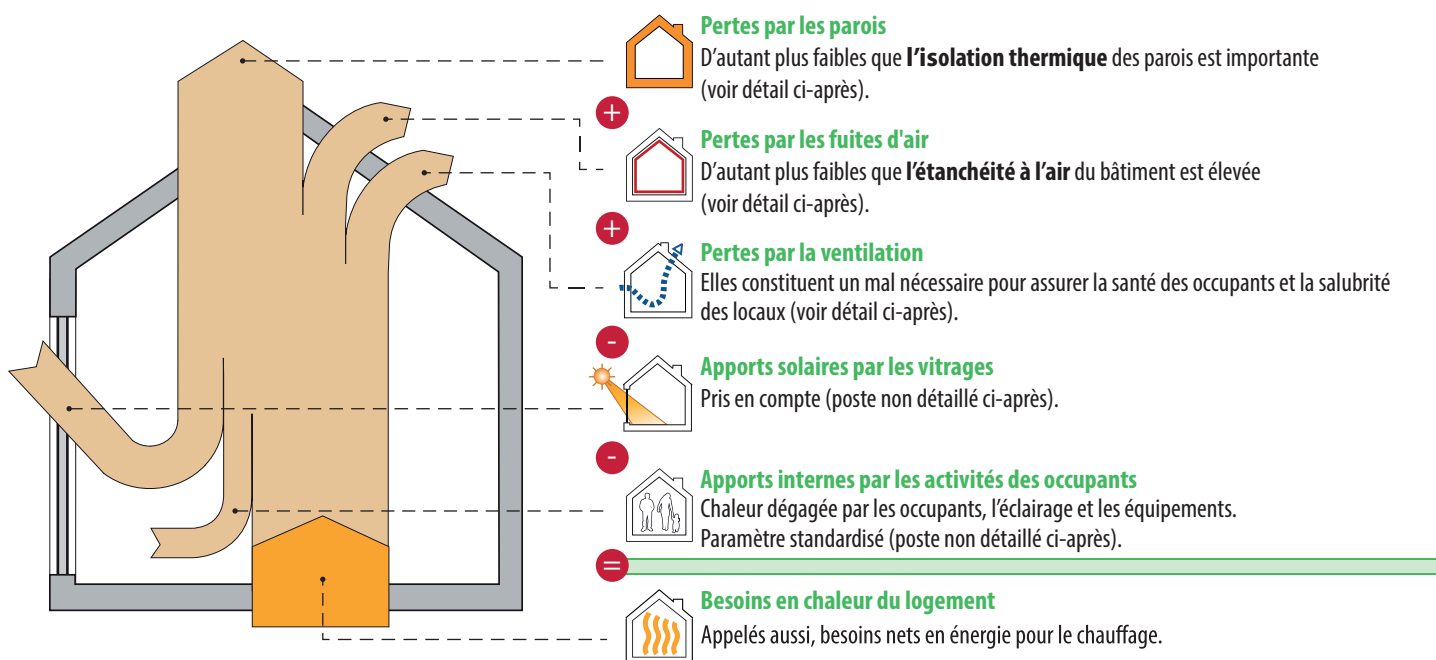 Pertes par les parois
D'autant plus faibles que l'isolation thermique des parois est importante
(voir détail ci-après).
+
Pertes par les fuites d'air
D'autant plus faibles que l'étanchéité à l'air du bâtiment est élevée
(voir détail ci-après).
+
Pertes par la ventilation
Elles constituent un mal nécessaire pour assurer la santé des occupants et la salubrité
des locaux (voir détail ci-après).
-
Apports solaires par les vitrages
Pris en compte (poste non détaillé ci-après).
-
Apports internes par les activités des occupants
Chaleur dégagée par les occupants, l'éclairage et les équipements.
Paramètre standardisé (poste non détaillé ci-après).
=
Besoins en chaleur du logement
Appelés aussi, besoins nets en énergie pour le chauffage.